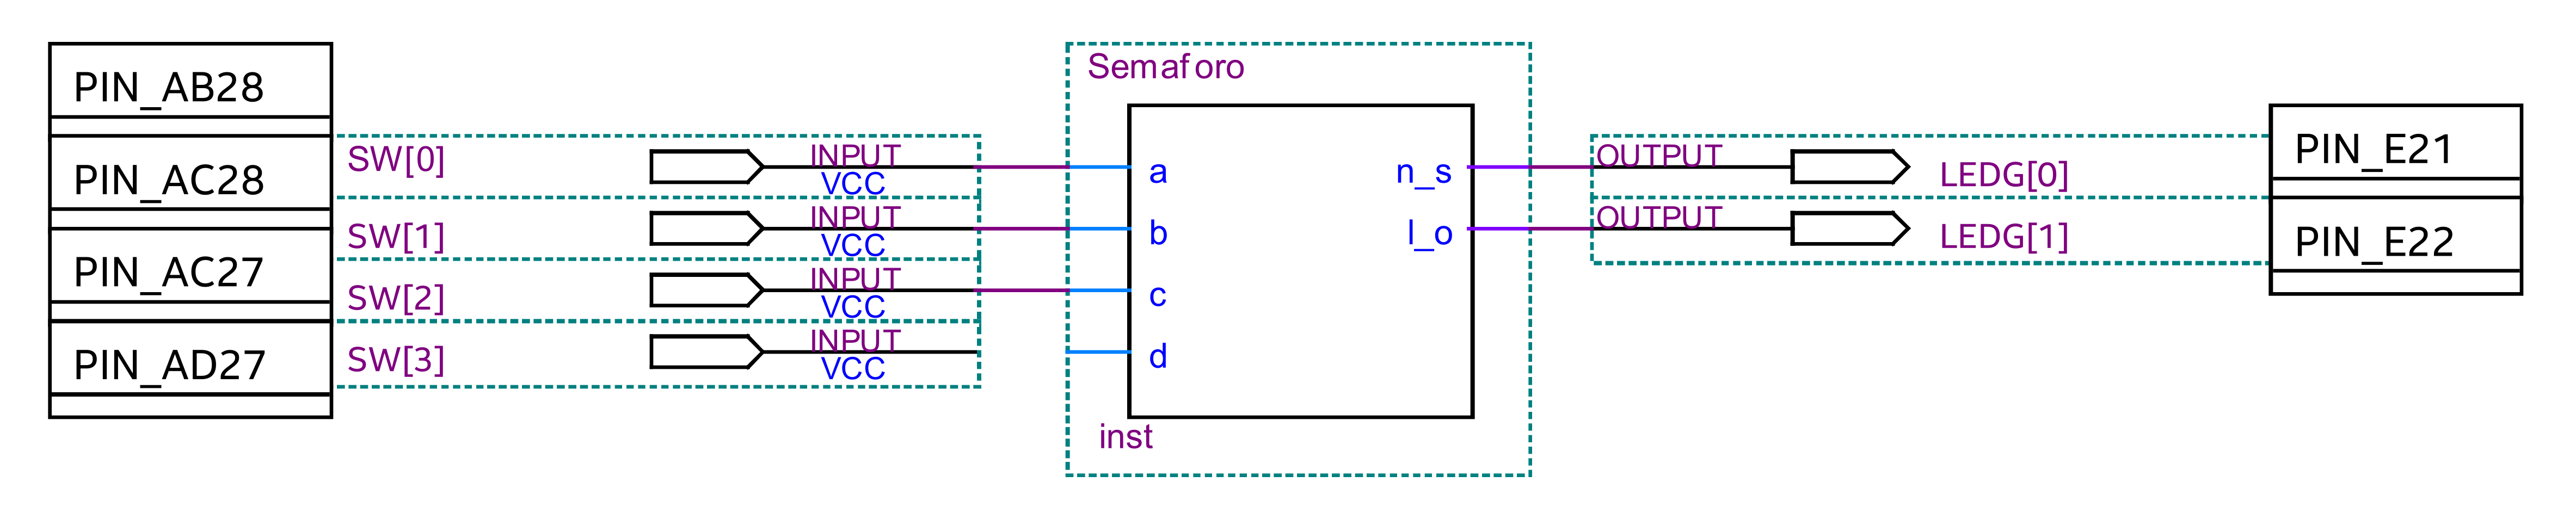 PIN_AB28
PIN_AC28
PIN_AC27
PIN_AD27
SW[0]
INPUT
VCC
SW[1]
INPUT
VCC
SW[2]
INPUT
VCC
SW[3]
INPUT
VCC
Semaforo
a
b
c
d
n_s
l_o
inst
OUTPUT
LEDG[0]
OUTPUT
LEDG[1]
PIN_E21
PIN_E22